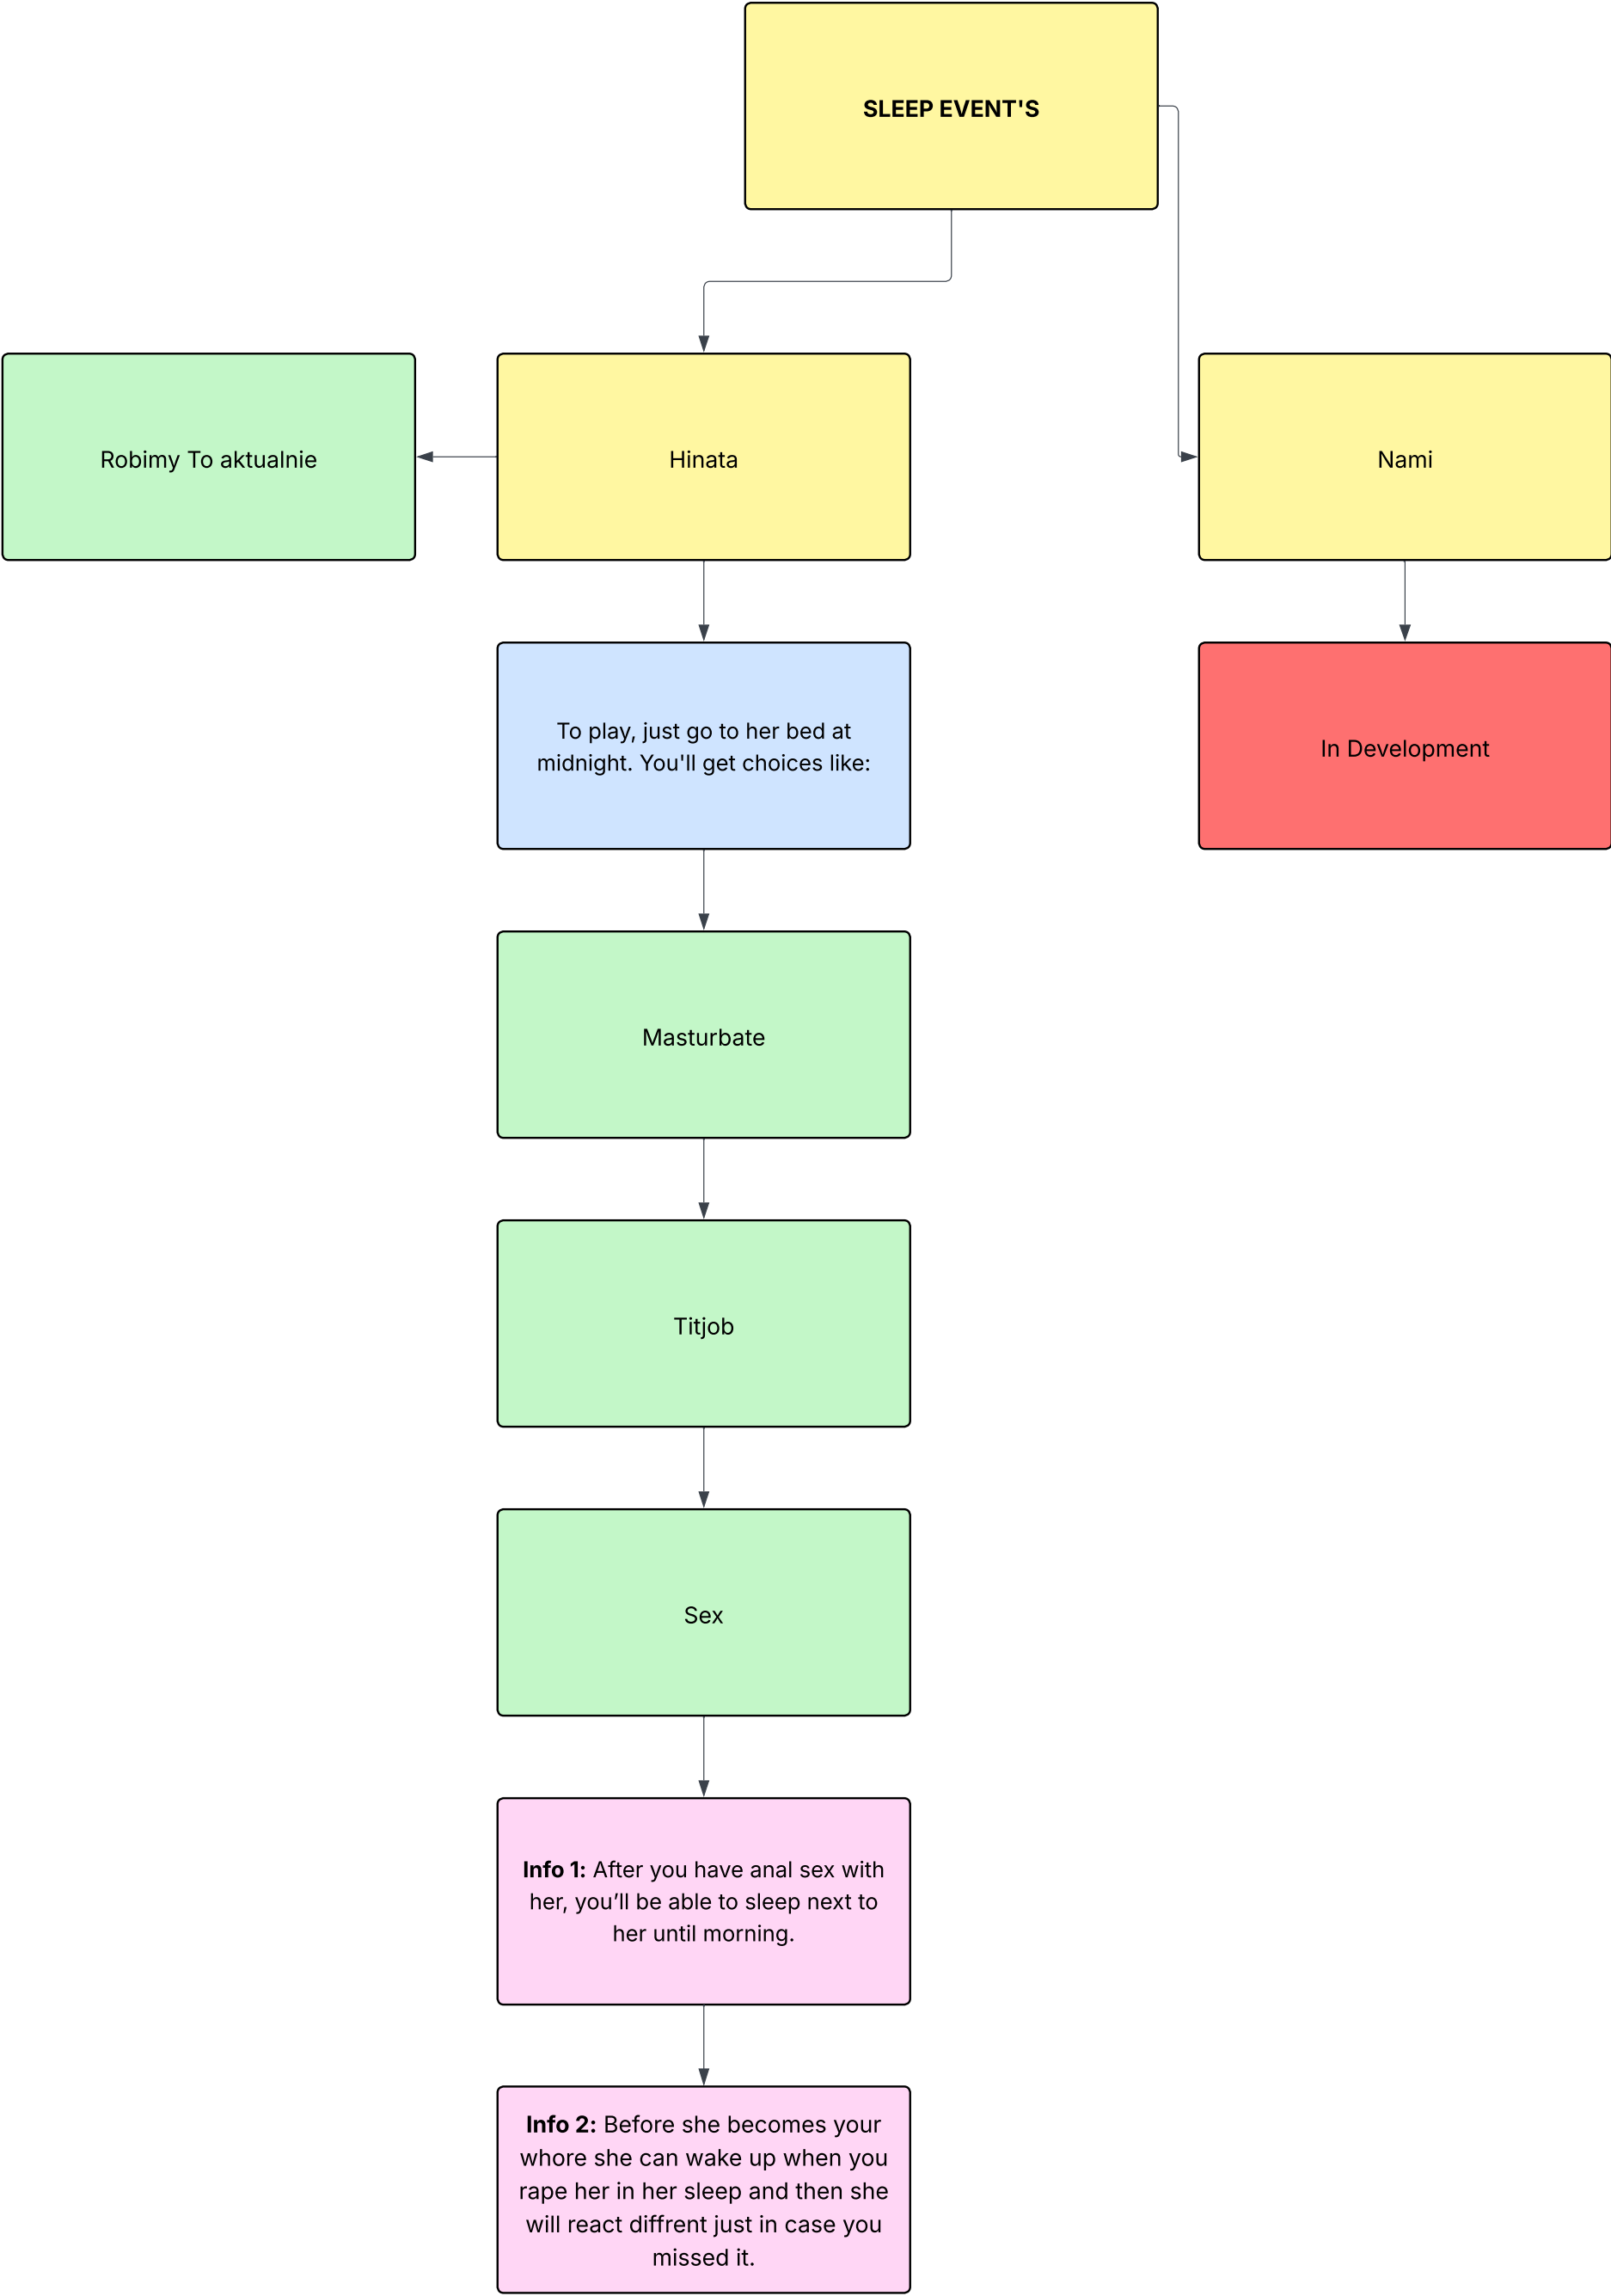 SLEEP EVENT'S
Robimy To aktualnie
Hinata
Nami
To play, just go to her bed at
midnight. You'll get choices like:
In Development
Masturbate
Titjob
Sex
Info 1: After you have anal sex with
her, you’ll be able to sleep next to
her until morning.
Info 2: Before she becomes your
whore she can wake up when you
rape her in her sleep and then she
will react diffrent just in case you
missed it.